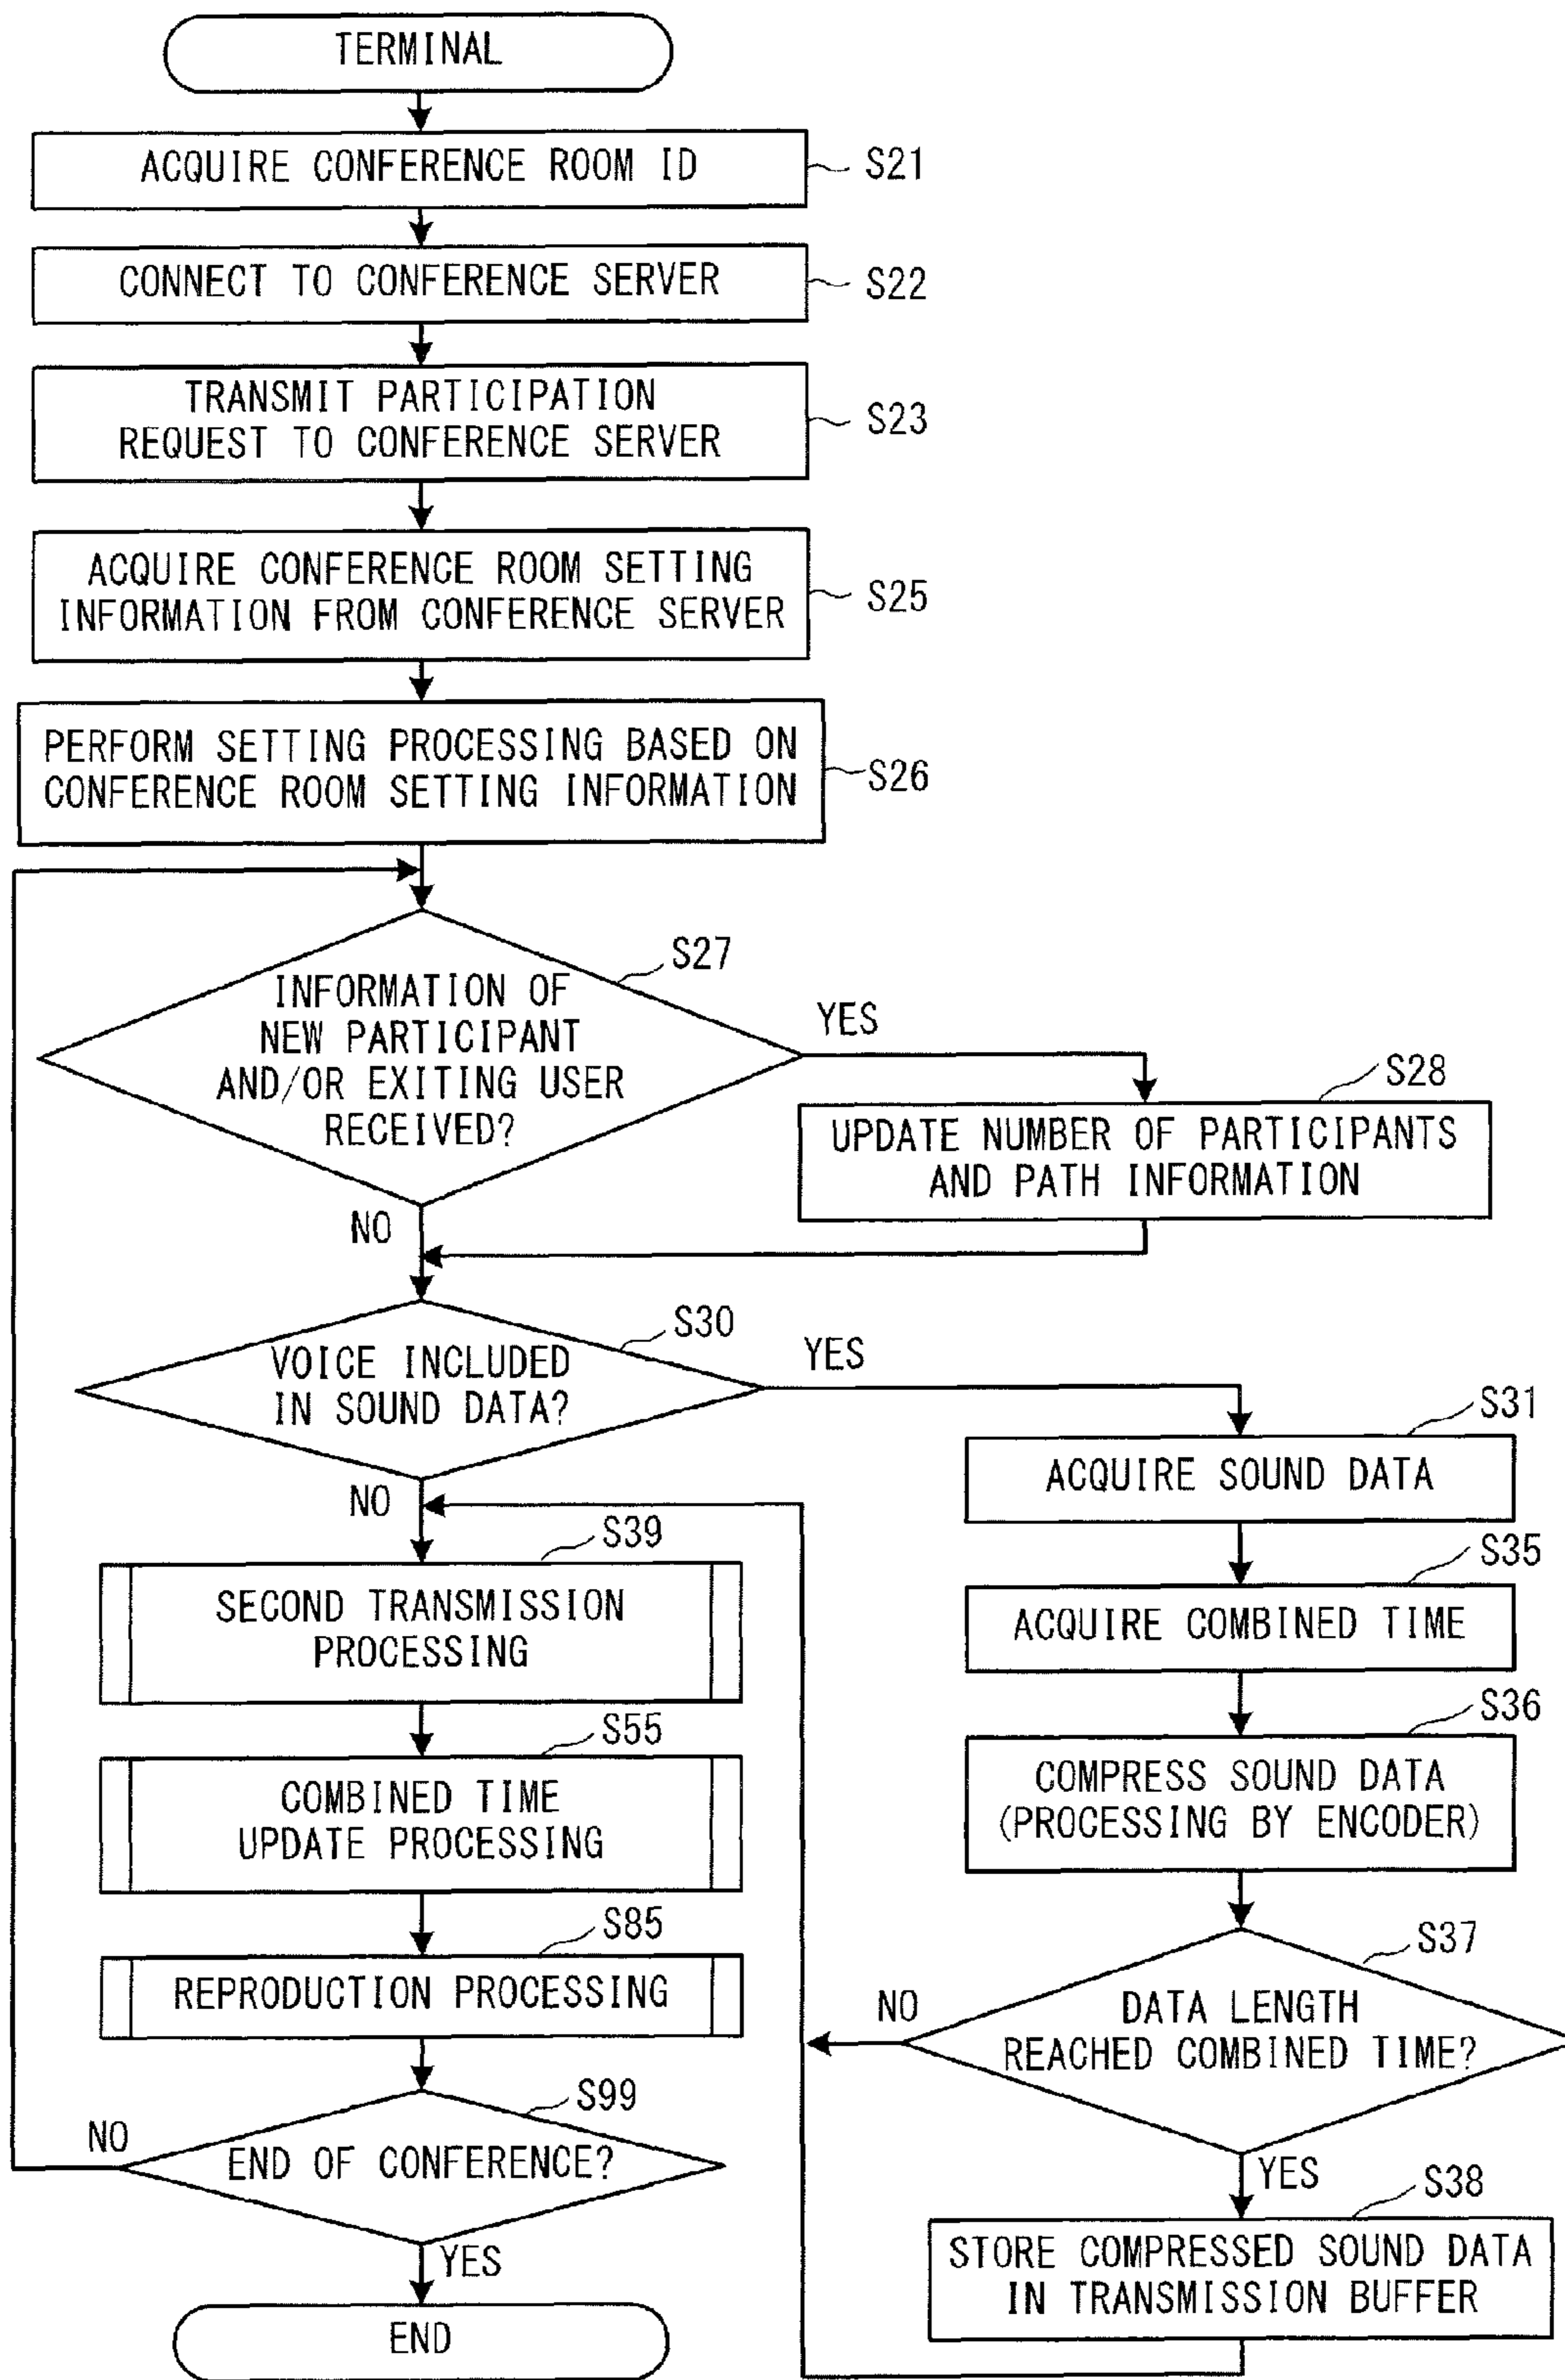 TERMINAL
ACQUIRE CONFERENCE ROOM ID
S21
CONNECT TO CONFERENCE SERVER
S22
TRANSMIT PARTICIPATION
REQUEST TO CONFERENCE SERVER
S23
ACQUIRE CONFERENCE ROOM SETTING
INFORMATION FROM CONFERENCE SERVER
S25
PERFORM SETTING PROCESSING BASED ON
CONFERENCE ROOM SETTING INFORMATION
S26
S27
INFORMATION OF
NEW PARTICIPANT
AND/OR EXITING USER
RECEIVED?
YES
NO
S28
UPDATE NUMBER OF PARTICIPANTS
AND PATH INFORMATION
S30
VOICE INCLUDED
IN SOUND DATA?
YES
NO
S31
ACQUIRE SOUND DATA
S35
ACQUIRE COMBINED TIME
S36
COMPRESS SOUND DATA
(PROCESSING BY ENCODER)
S37
DATA LENGTH
REACHED COMBINED TIME?
NO
YES
S38
STORE COMPRESSED SOUND DATA
IN TRANSMISSION BUFFER
S39
SECOND TRANSMISSION
PROCESSING
S55
COMBINED TIME
UPDATE PROCESSING
S85
REPRODUCTION PROCESSING
S99
END OF CONFERENCE?
NO
YES
END